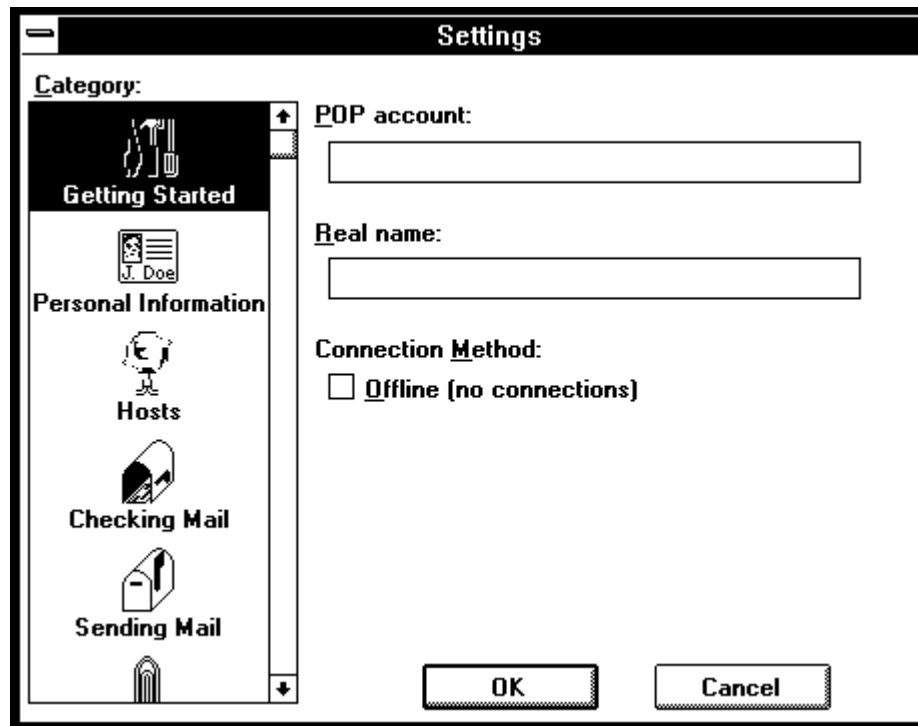 Settings
Category:
Getting Started
J. Doe
Personal Information
Hosts
Checking Mail
Sending Mail
POP account:
Real name:
Connection Method:
Offline (no connections)
OK
Cancel